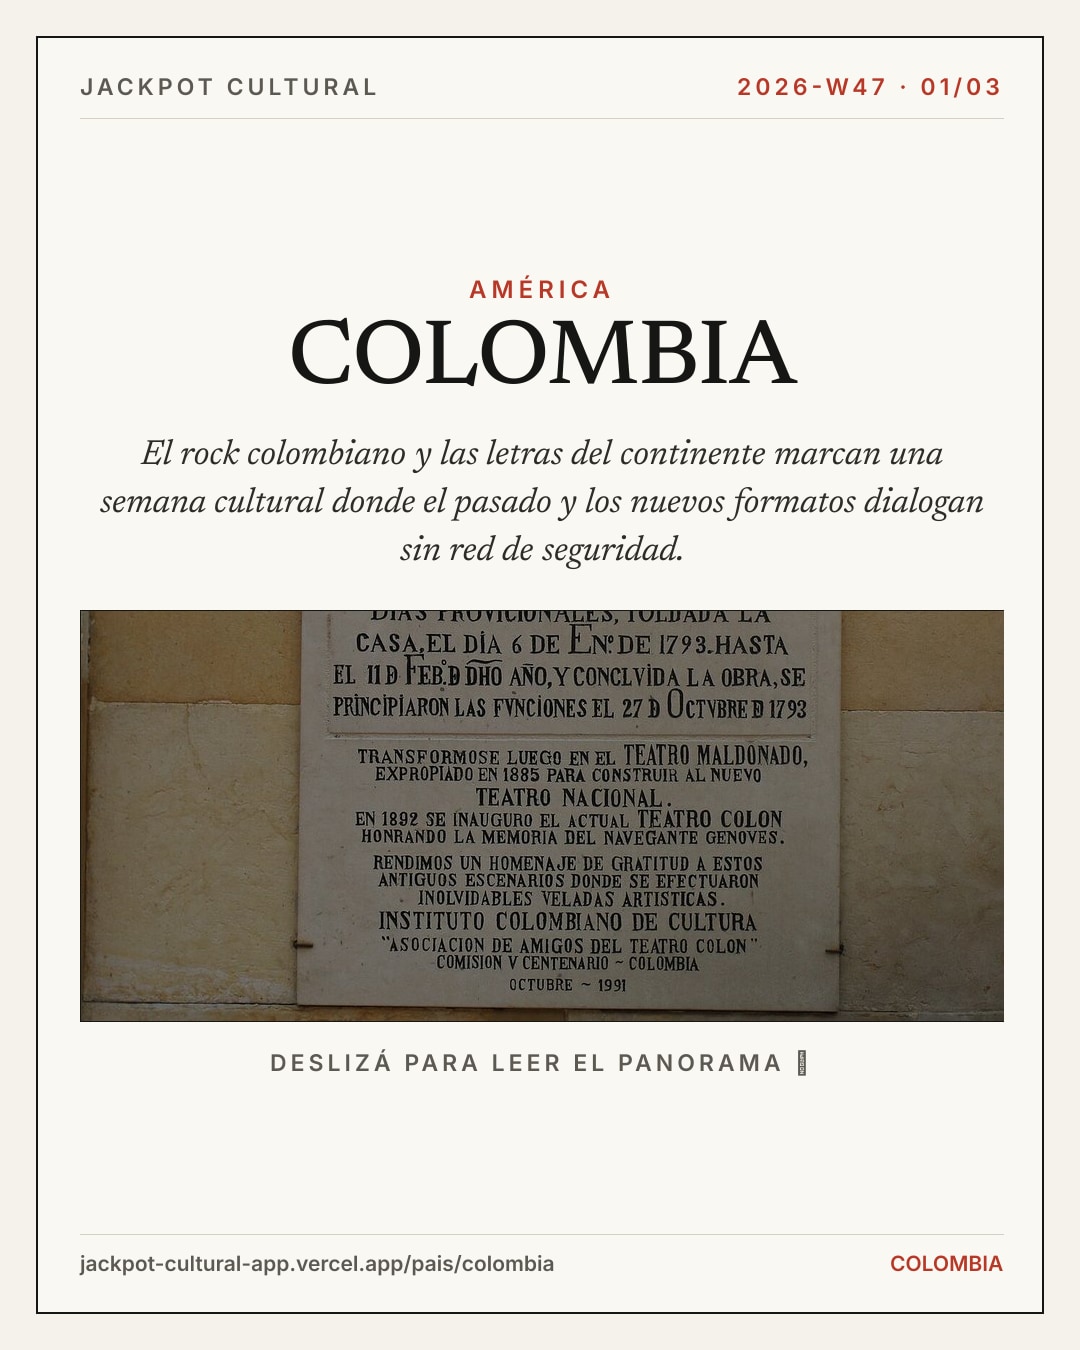 JACKPOT CULTURAL
2026-W47 · 01/03
AMÉRICA
COLOMBIA
El rock colombiano y las letras del continente marcan una
semana cultural donde el pasado y los nuevos formatos dialogan
sin red de seguridad.
DIAS PROVICIONALES, TOLDADA LA
CASA, EL DÍA 6 DE Eno. DE 1793. HASTA
EL 11 D FEB. D DHO AÑO, Y CONCLVIDA LA OBRA, SE
PRINCIPIARON LAS FVNCIONES EL 27 D OCTVBRE D 1793
TRANSFORMOSE LUEGO EN EL TEATRO MALDONADO,
EXPROPIADO EN 1885 PARA CONSTRUIR AL NUEVO
TEATRO NACIONAL.
EN 1892 SE INAUGURO EL ACTUAL TEATRO COLON
HONRANDO LA MEMORIA DEL NAVEGANTE GENOVES.
RENDIMOS UN HOMENAJE DE GRATITUD A ESTOS
ANTIGUOS ESCENARIOS DONDE SE EFECTUARON
INOLVIDABLES VELADAS ARTISTICAS.
INSTITUTO COLOMBIANO DE CULTURA
"ASOCIACION DE AMIGOS DEL TEATRO COLON"
COMISION V CENTENARIO ~ COLOMBIA
OCTUBRE ~ 1991
DESLIZÁ PARA LEER EL PANORAMA
jackpot-cultural-app.vercel.app/pais/colombia
COLOMBIA